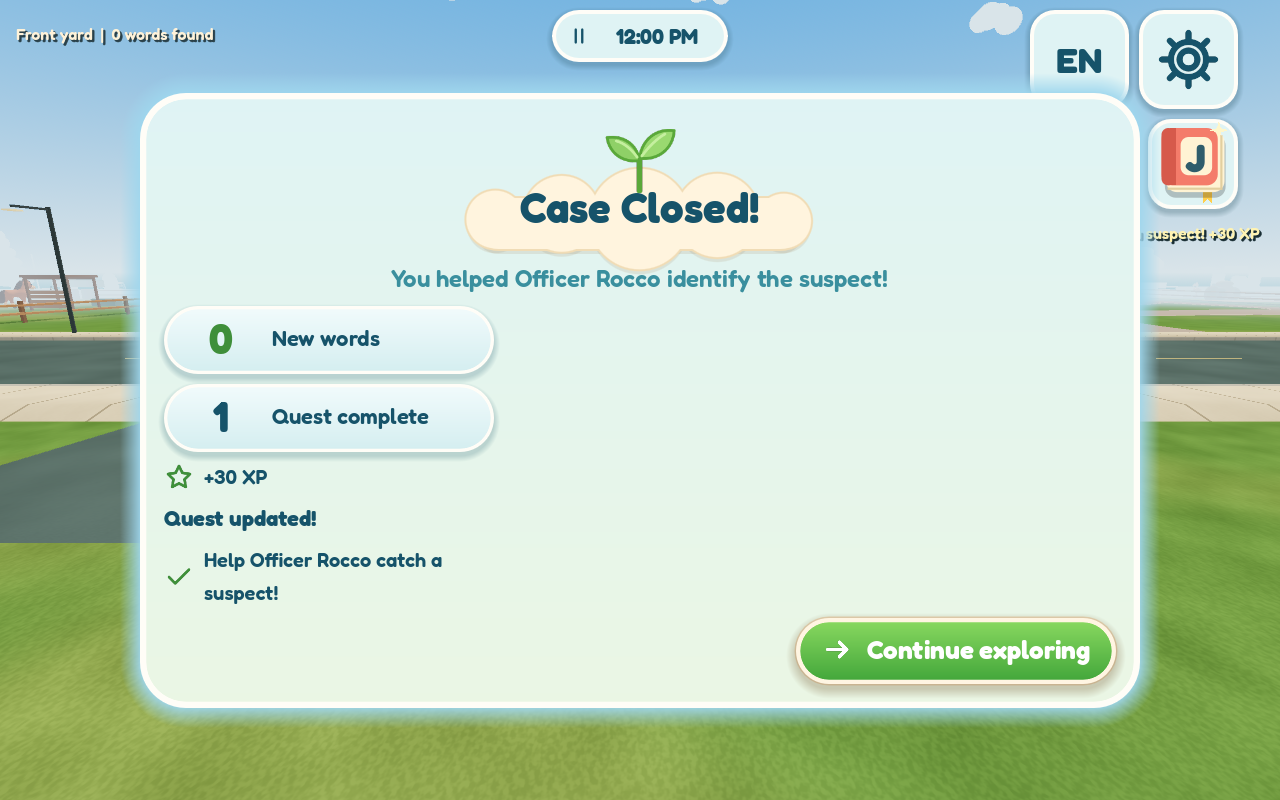 Front yard | 0 words found
12:00 PM
EN
J
suspect! +30 XP
Case Closed!
You helped Officer Rocco identify the suspect!
0 New words
1 Quest complete
+30 XP
Quest updated!
Help Officer Rocco catch a
suspect!
Continue exploring